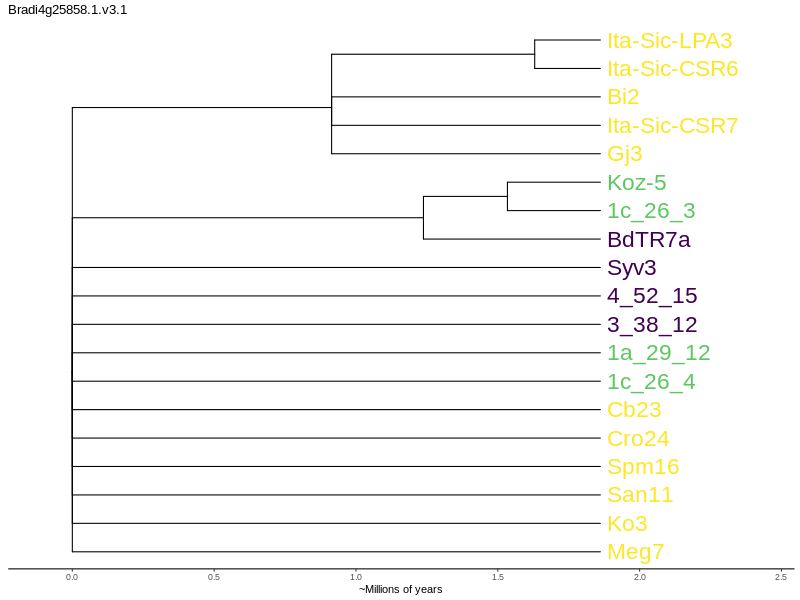 Bradi4g25858.1.v3.1
Ita-Sic-LPA3
Ita-Sic-CSR6
Bi2
Ita-Sic-CSR7
Gj3
Koz-5
1c_26_3
BdTR7a
Syv3
4_52_15
3_38_12
1a_29_12
1c_26_4
Cb23
Cro24
Spm16
San11
Ko3
Meg7
0.0 0.5 1.0 1.5 2.0 2.5
~Millions of years